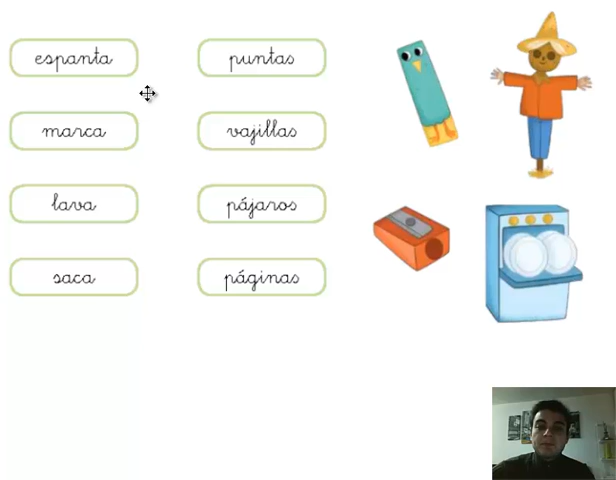 espanta
puntas
marca
vajillas
lava
pájaros
saca
páginas